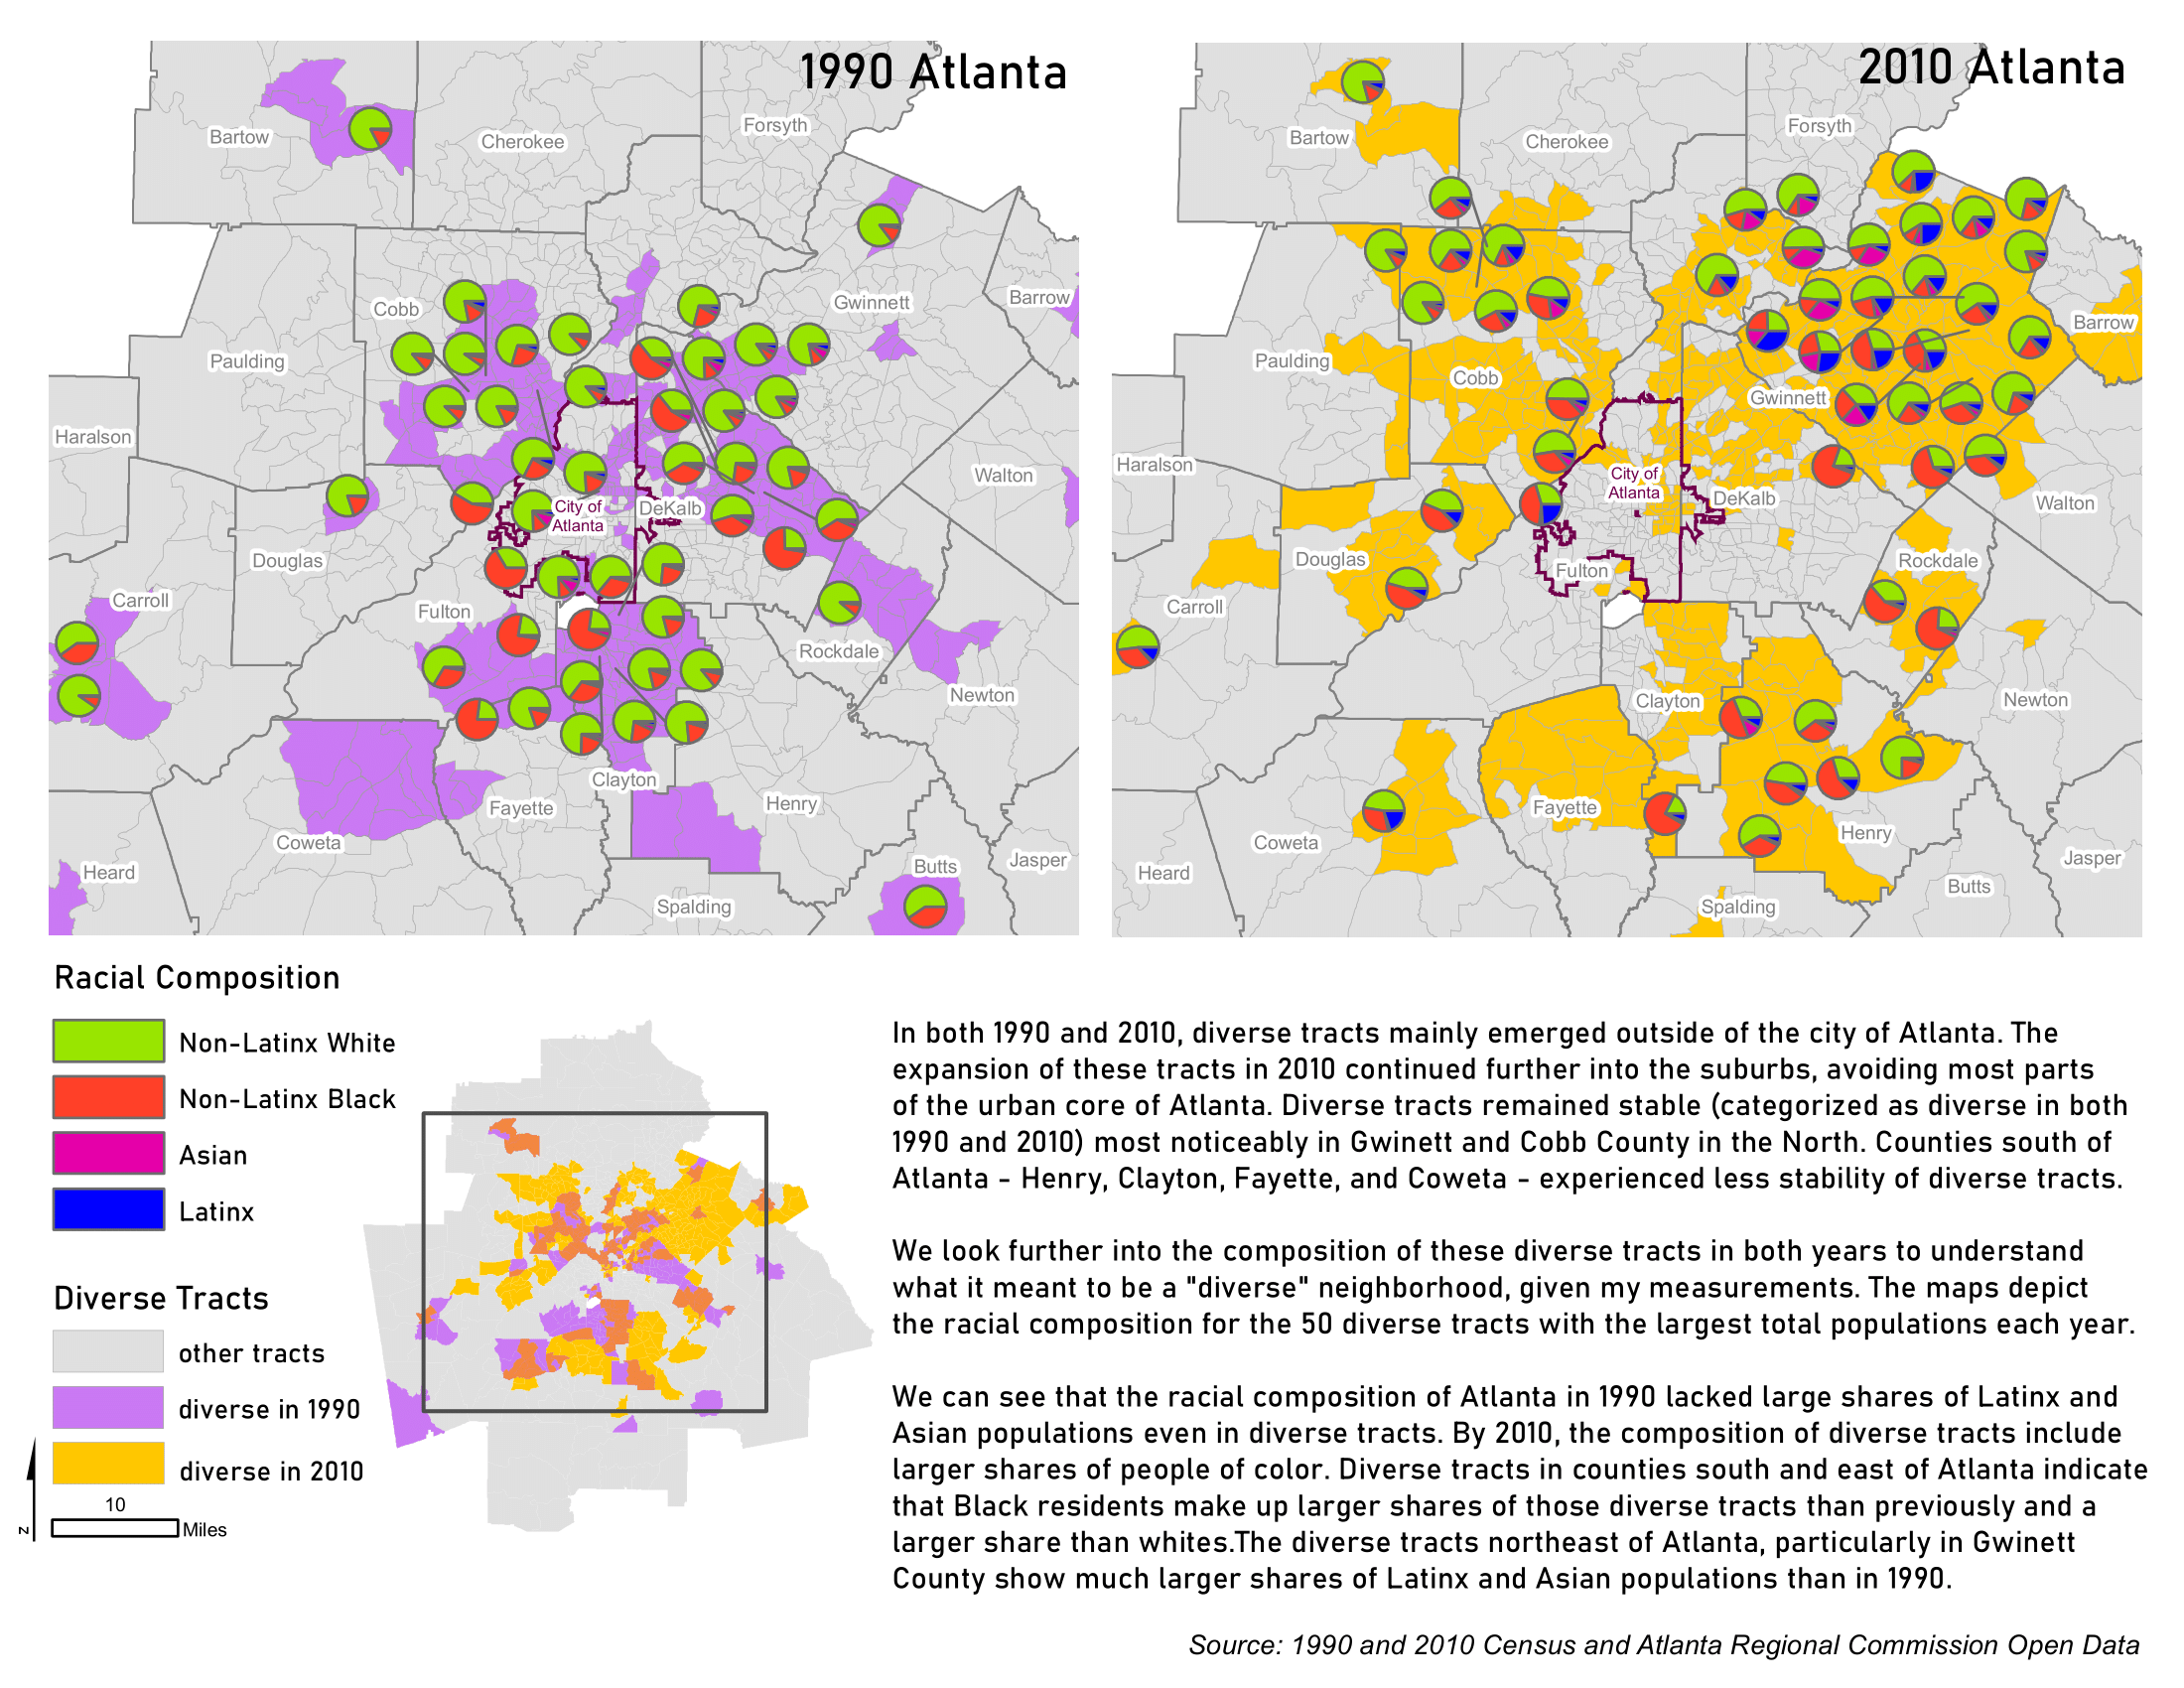 1990 Atlanta
Bartow
Cherokee
Forsyth
Cobb
Gwinnett
Barrow
Paulding
Haralson
Walton
City of
Atlanta
DeKalb
Douglas
Carroll
Fulton
Rockdale
Newton
Clayton
Fayette
Henry
Coweta
Heard
Butts
Jasper
Spalding
2010 Atlanta
Bartow
Cherokee
Forsyth
Barrow
Paulding
Cobb
Gwinnett
Haralson
City of
Atlanta
DeKalb
Walton
Douglas
Fulton
Rockdale
Carroll
Clayton
Newton
Fayette
Henry
Coweta
Heard
Jasper
Butts
Spalding
Racial Composition
Non-Latinx White
Non-Latinx Black
Asian
Latinx
Diverse Tracts
other tracts
diverse in 1990
diverse in 2010
10
Miles
N
In both 1990 and 2010, diverse tracts mainly emerged outside of the city of Atlanta. The
expansion of these tracts in 2010 continued further into the suburbs, avoiding most parts
of the urban core of Atlanta. Diverse tracts remained stable (categorized as diverse in both
1990 and 2010) most noticeably in Gwinett and Cobb County in the North. Counties south of
Atlanta - Henry, Clayton, Fayette, and Coweta - experienced less stability of diverse tracts.
We look further into the composition of these diverse tracts in both years to understand
what it meant to be a "diverse" neighborhood, given my measurements. The maps depict
the racial composition for the 50 diverse tracts with the largest total populations each year.
We can see that the racial composition of Atlanta in 1990 lacked large shares of Latinx and
Asian populations even in diverse tracts. By 2010, the composition of diverse tracts include
larger shares of people of color. Diverse tracts in counties south and east of Atlanta indicate
that Black residents make up larger shares of those diverse tracts than previously and a
larger share than whites.The diverse tracts northeast of Atlanta, particularly in Gwinett
County show much larger shares of Latinx and Asian populations than in 1990.
Source: 1990 and 2010 Census and Atlanta Regional Commission Open Data